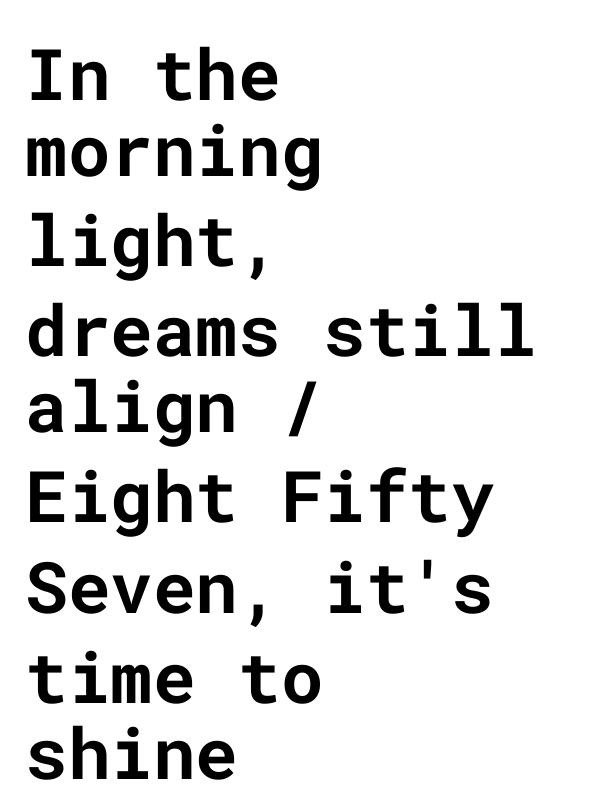 In the
morning
light,
dreams still
align /
Eight Fifty
Seven, it's
time to
shine